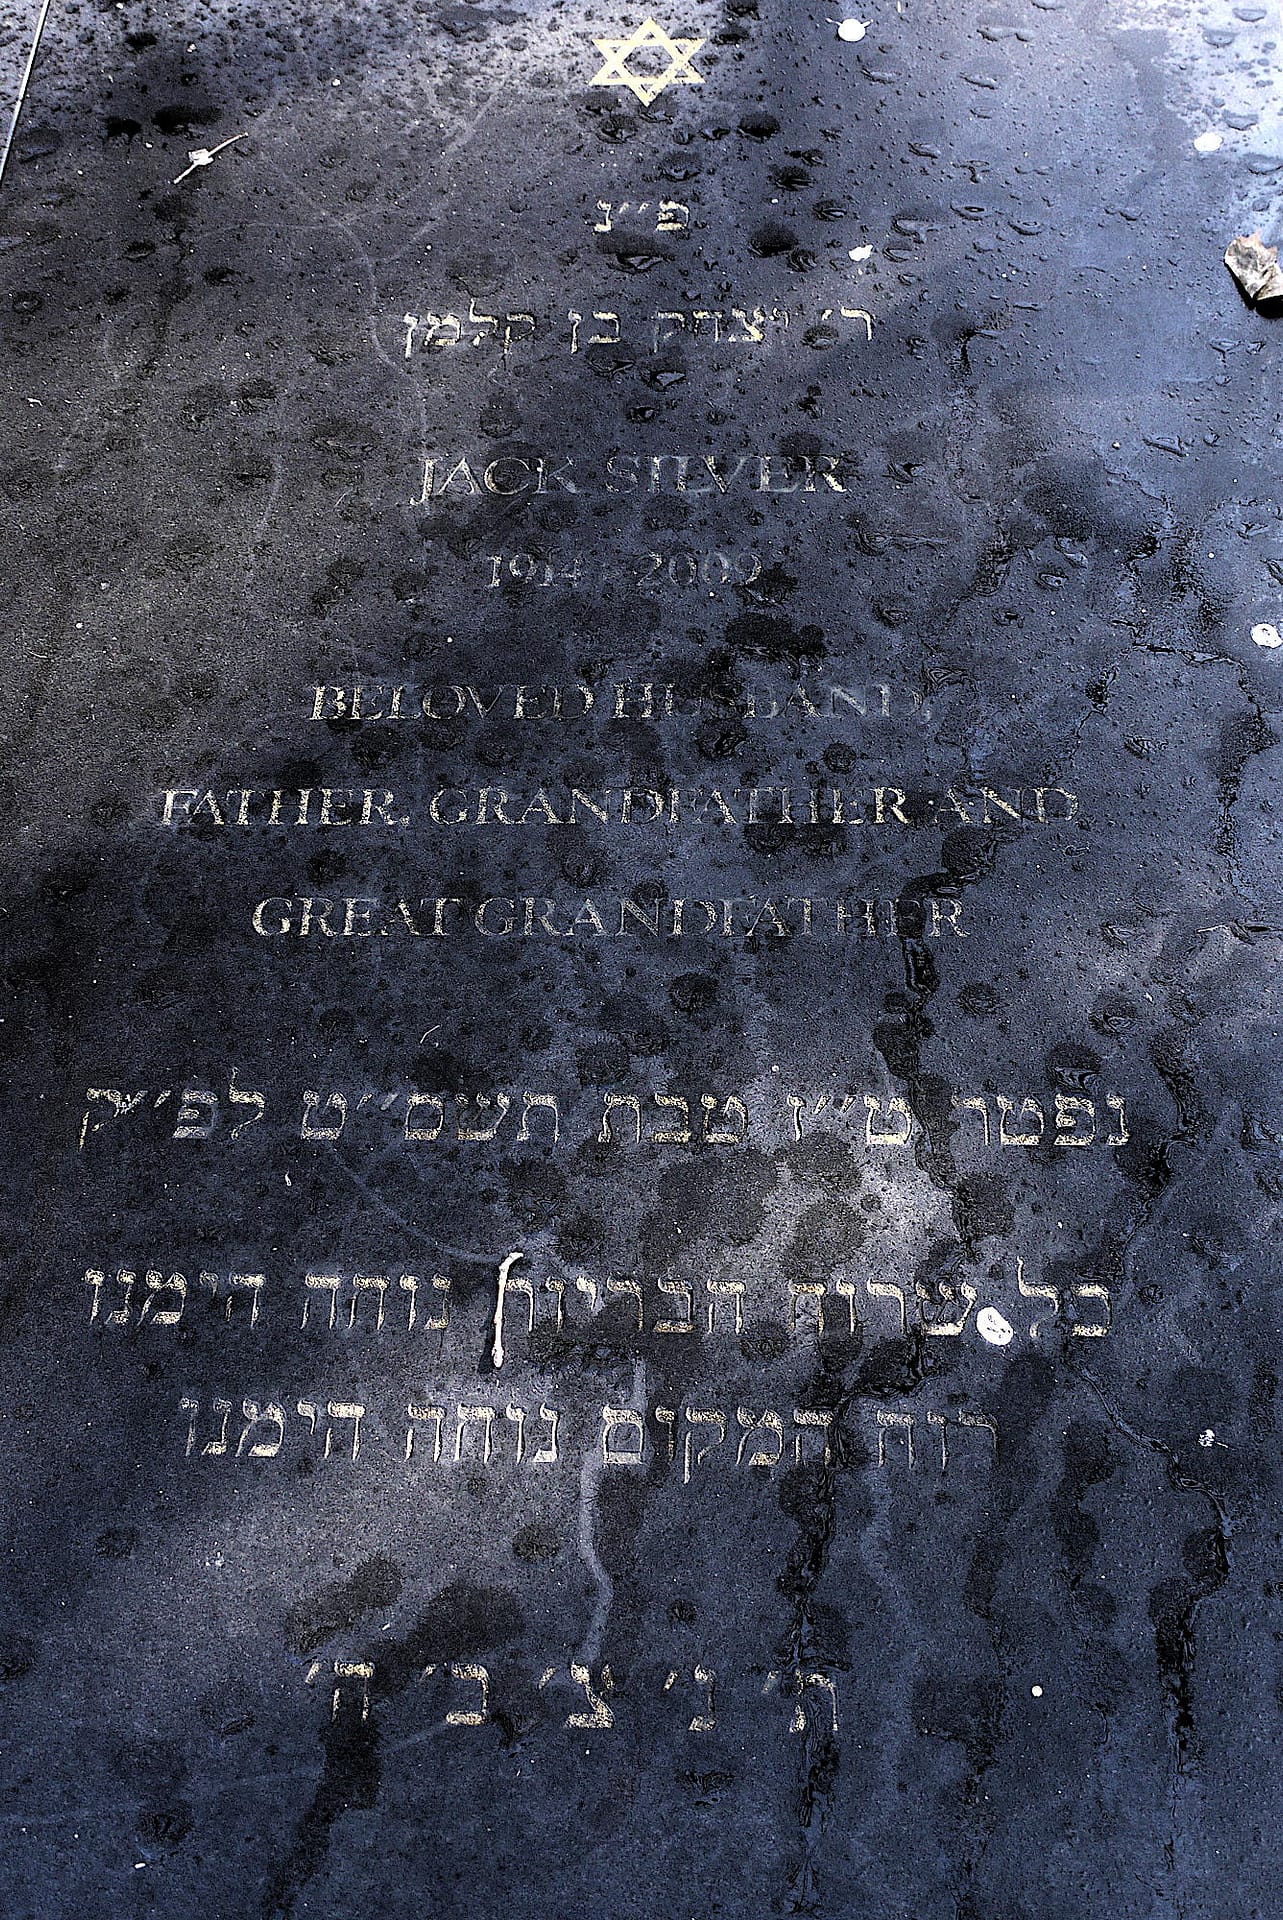 פ״נ
ר׳ יצחק בן קלמן
JACK SILVER
1914 - 2009
BELOVED HUSBAND,
FATHER, GRANDFATHER AND
GREAT GRANDFATHER
נפטר ט״ו טבת תשס״ט לפ״ק
כל שרוח הבריות נוחה הימנו
רוח המקום נוחה הימנו
ת׳ נ׳ צ׳ ב׳ ה׳